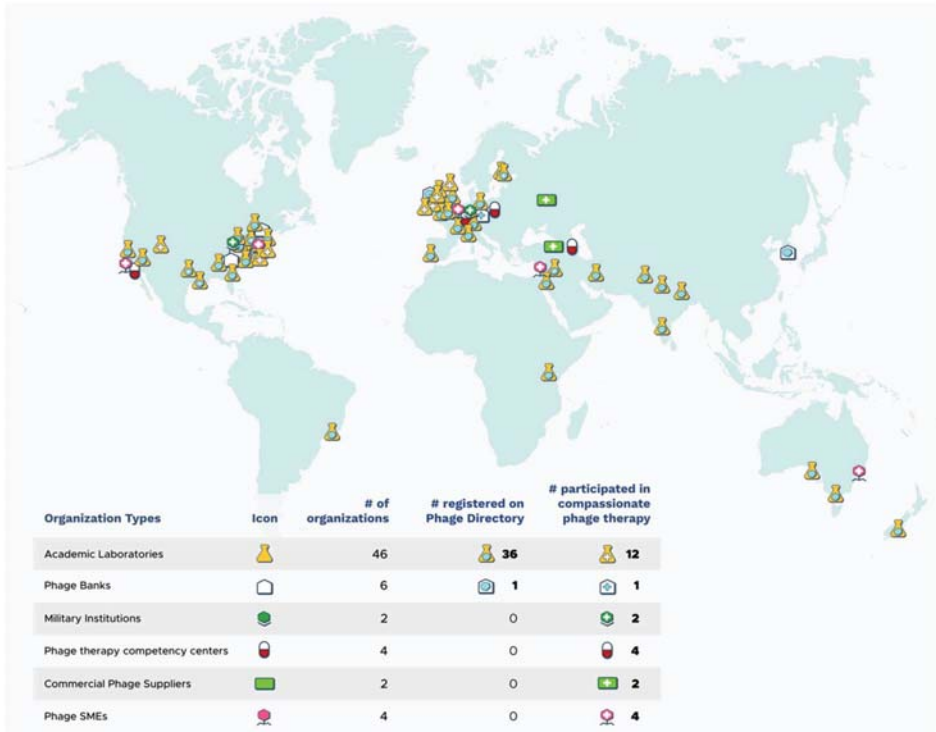 Organization Types Icon # of organizations # registered on Phage Directory # participated in compassionate phage therapy
Academic Laboratories 46 36 12
Phage Banks 6 1 1
Military Institutions 2 0 2
Phage therapy competency centers 4 0 4
Commercial Phage Suppliers 2 0 2
Phage SMEs 4 0 4